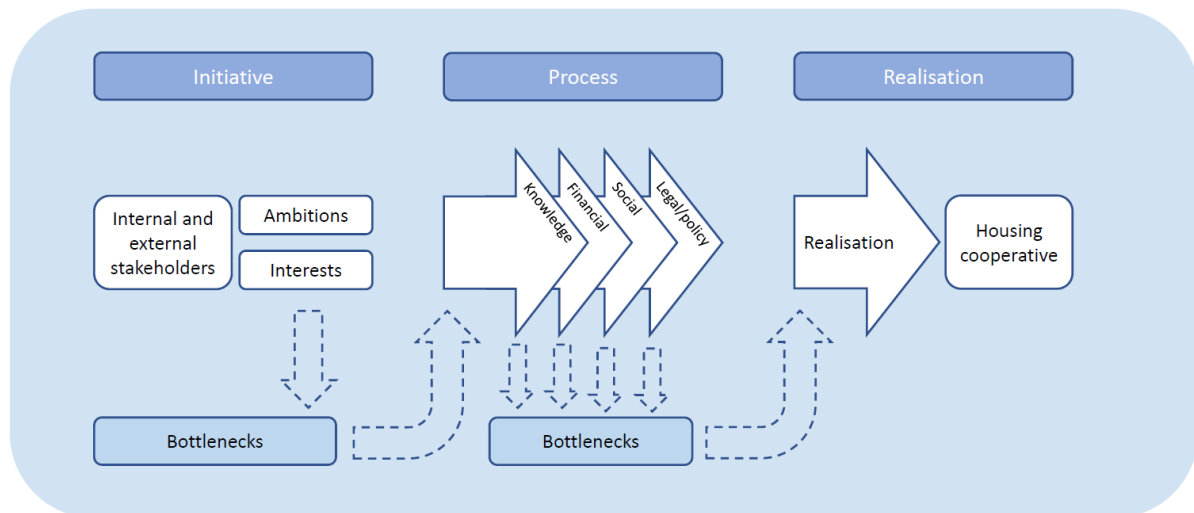 Initiative
Process
Realisation
Internal and
external
stakeholders
Ambitions
Interests
Knowledge
Financial
Social
Legal/policy
Realisation
Housing
cooperative
Bottlenecks
Bottlenecks